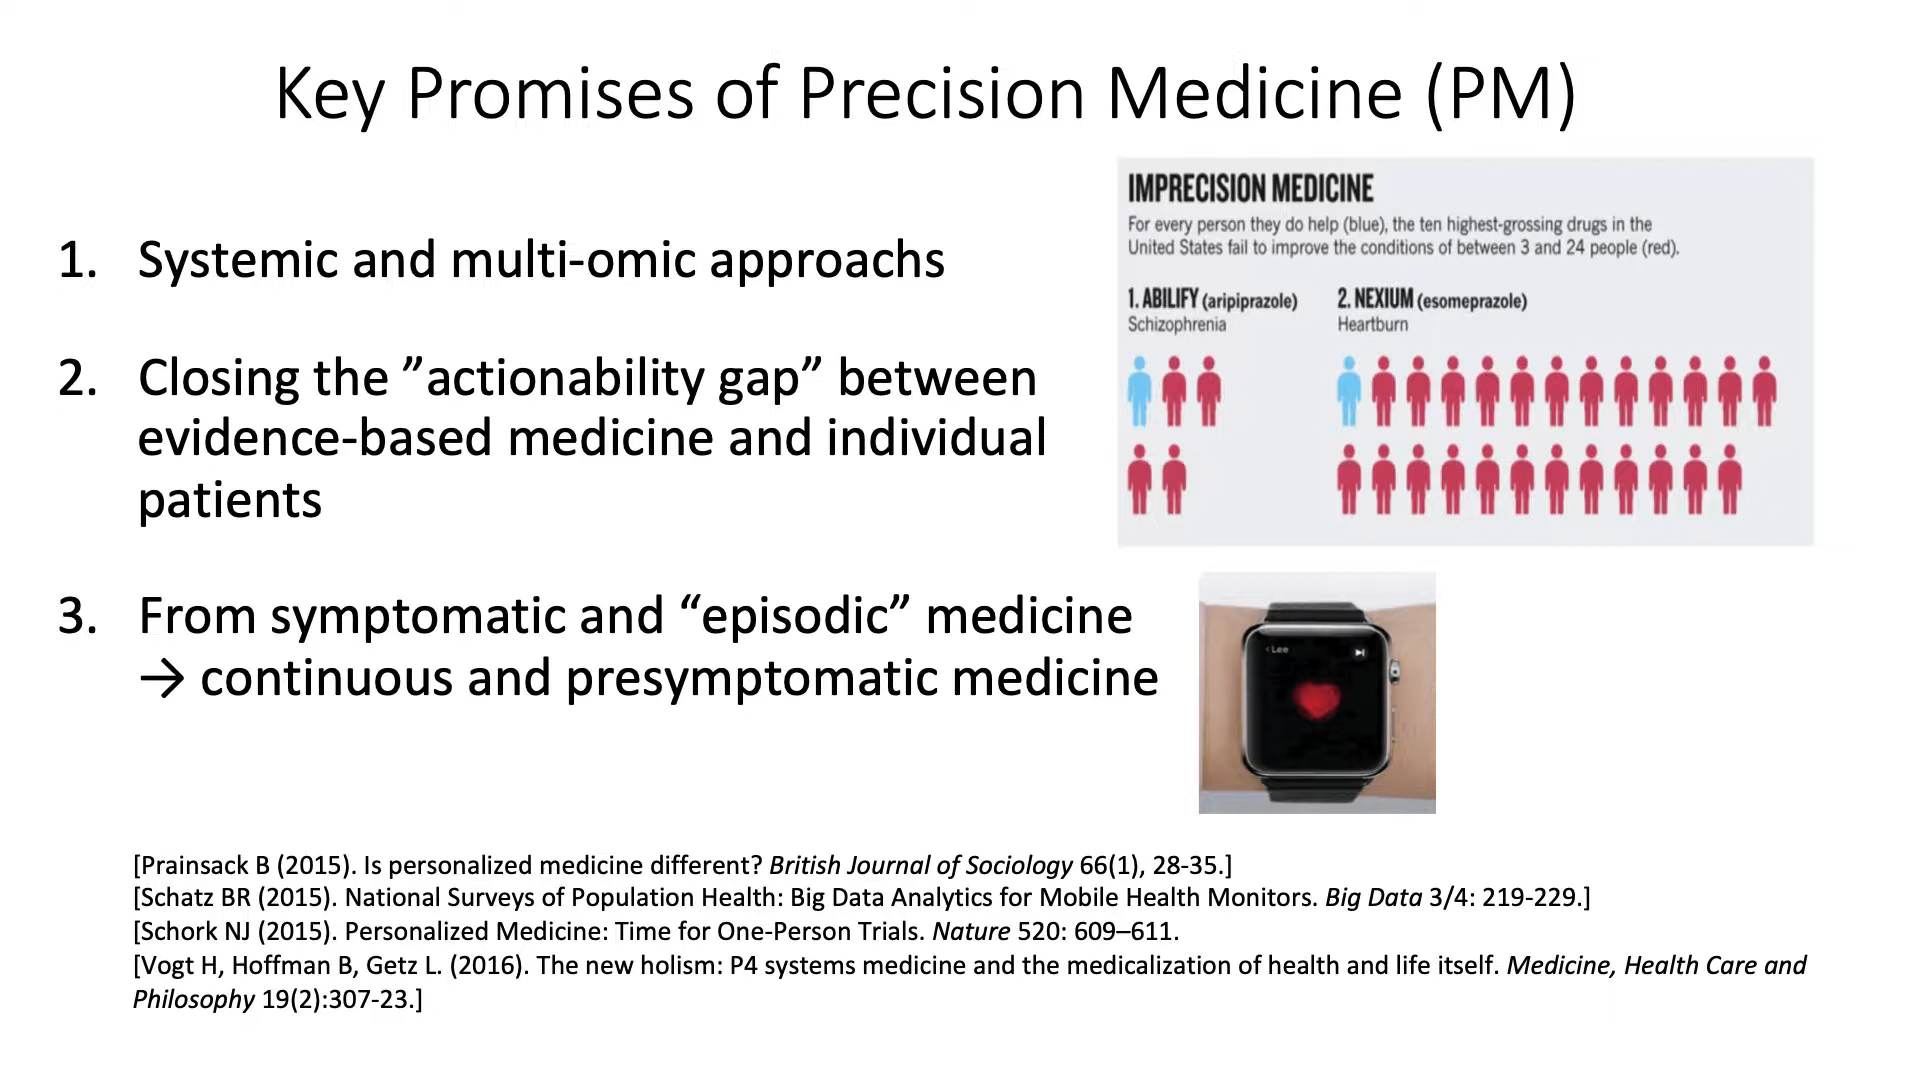 Key Promises of Precision Medicine (PM)
1. Systemic and multi-omic approachs
2. Closing the ”actionability gap” between
evidence-based medicine and individual
patients
3. From symptomatic and “episodic” medicine
→ continuous and presymptomatic medicine
IMPRECISION MEDICINE
For every person they do help (blue), the ten highest-grossing drugs in the
United States fail to improve the conditions of between 3 and 24 people (red).
1. ABILIFY (aripiprazole)
Schizophrenia
2. NEXIUM (esomeprazole)
Heartburn
‹ Lee
[Prainsack B (2015). Is personalized medicine different? British Journal of Sociology 66(1), 28-35.]
[Schatz BR (2015). National Surveys of Population Health: Big Data Analytics for Mobile Health Monitors. Big Data 3/4: 219-229.]
[Schork NJ (2015). Personalized Medicine: Time for One-Person Trials. Nature 520: 609–611.
[Vogt H, Hoffman B, Getz L. (2016). The new holism: P4 systems medicine and the medicalization of health and life itself. Medicine, Health Care and
Philosophy 19(2):307-23.]